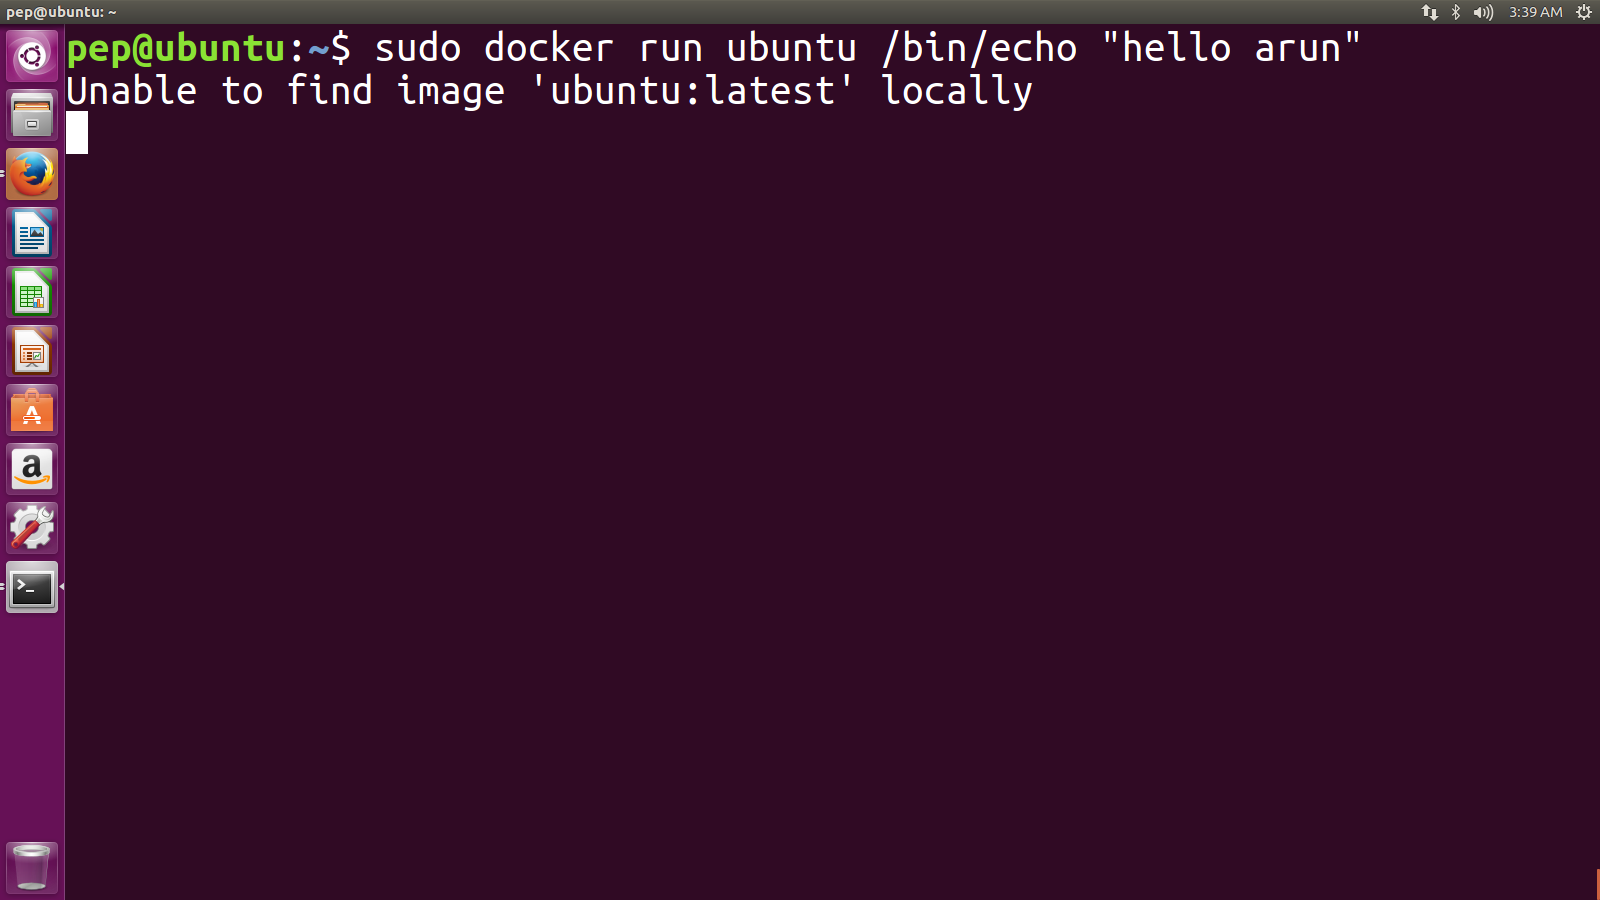 pep@ubuntu: ~
3:39 AM
pep@ubuntu:~$ sudo docker run ubuntu /bin/echo "hello arun"
Unable to find image 'ubuntu:latest' locally